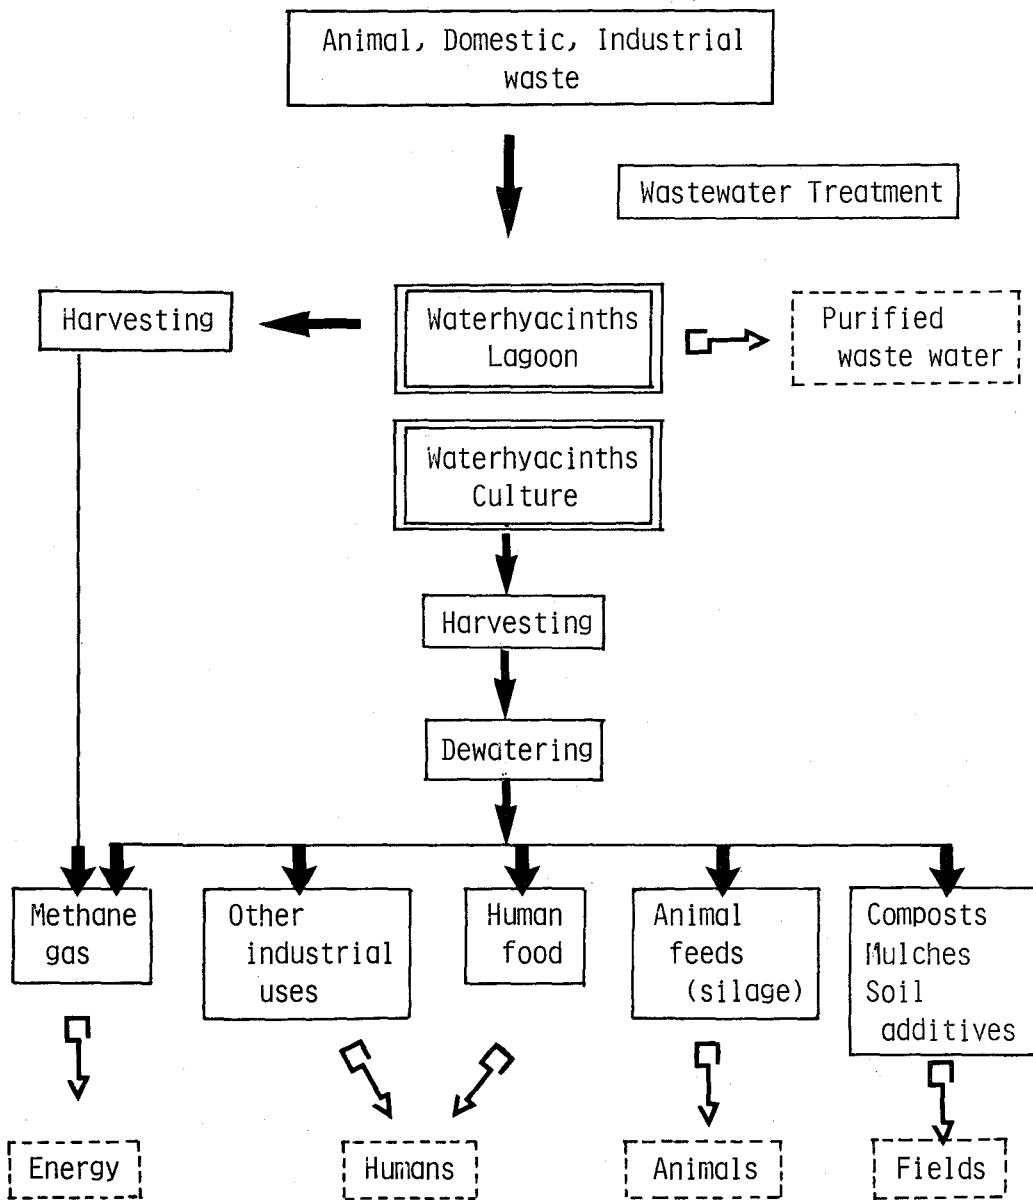 Animal, Domestic, Industrial
waste
Wastewater Treatment
Harvesting
Waterhyacinths
Lagoon
Purified
waste water
Waterhyacinths
Culture
Harvesting
Dewatering
Methane
gas
Other
industrial
uses
Human
food
Animal
feeds
(silage)
Composts
Mulches
Soil
additives
Energy
Humans
Animals
Fields